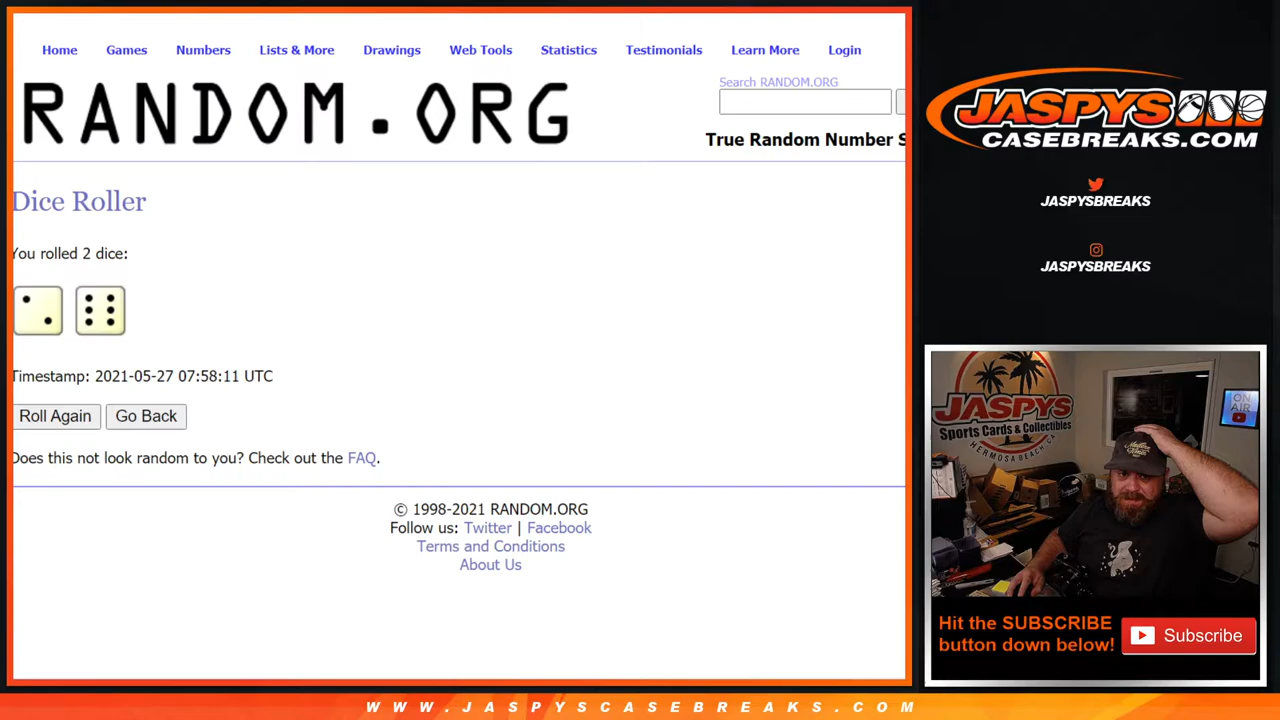 Home Games Numbers Lists & More Drawings Web Tools Statistics Testimonials Learn More Login
RANDOM.ORG
Search RANDOM.ORG
True Random Number S
Dice Roller
You rolled 2 dice:
Timestamp: 2021-05-27 07:58:11 UTC
Roll Again Go Back
Does this not look random to you? Check out the FAQ.
© 1998-2021 RANDOM.ORG
Follow us: Twitter | Facebook
Terms and Conditions
About Us
JASPYS
CASEBREAKS.COM
JASPYSBREAKS
JASPYSBREAKS
JASPYS
Sports Cards & Collectibles
HERMOSA BEACH, CA
ON
AIR
Hit the SUBSCRIBE
button down below!
Subscribe
WWW.JASPYSCASEBREAKS.COM